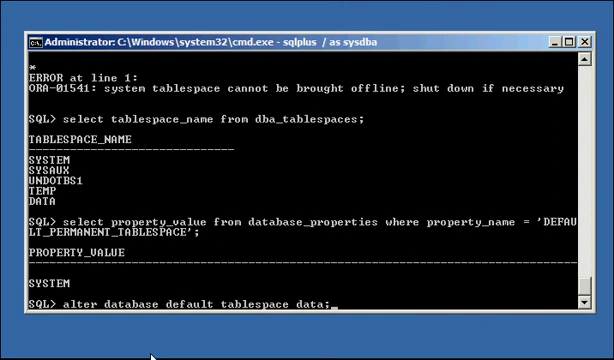 Administrator: C:\Windows\system32\cmd.exe - sqlplus / as sysdba
*
ERROR at line 1:
ORA-01541: system tablespace cannot be brought offline; shut down if necessary
SQL> select tablespace_name from dba_tablespaces;
TABLESPACE_NAME
------------------------------
SYSTEM
SYSAUX
UNDOTBS1
TEMP
DATA
SQL> select property_value from database_properties where property_name = 'DEFAU
LT_PERMANENT_TABLESPACE';
PROPERTY_VALUE
--------------------------------------------------------------------------------
SYSTEM
SQL> alter database default tablespace data;_